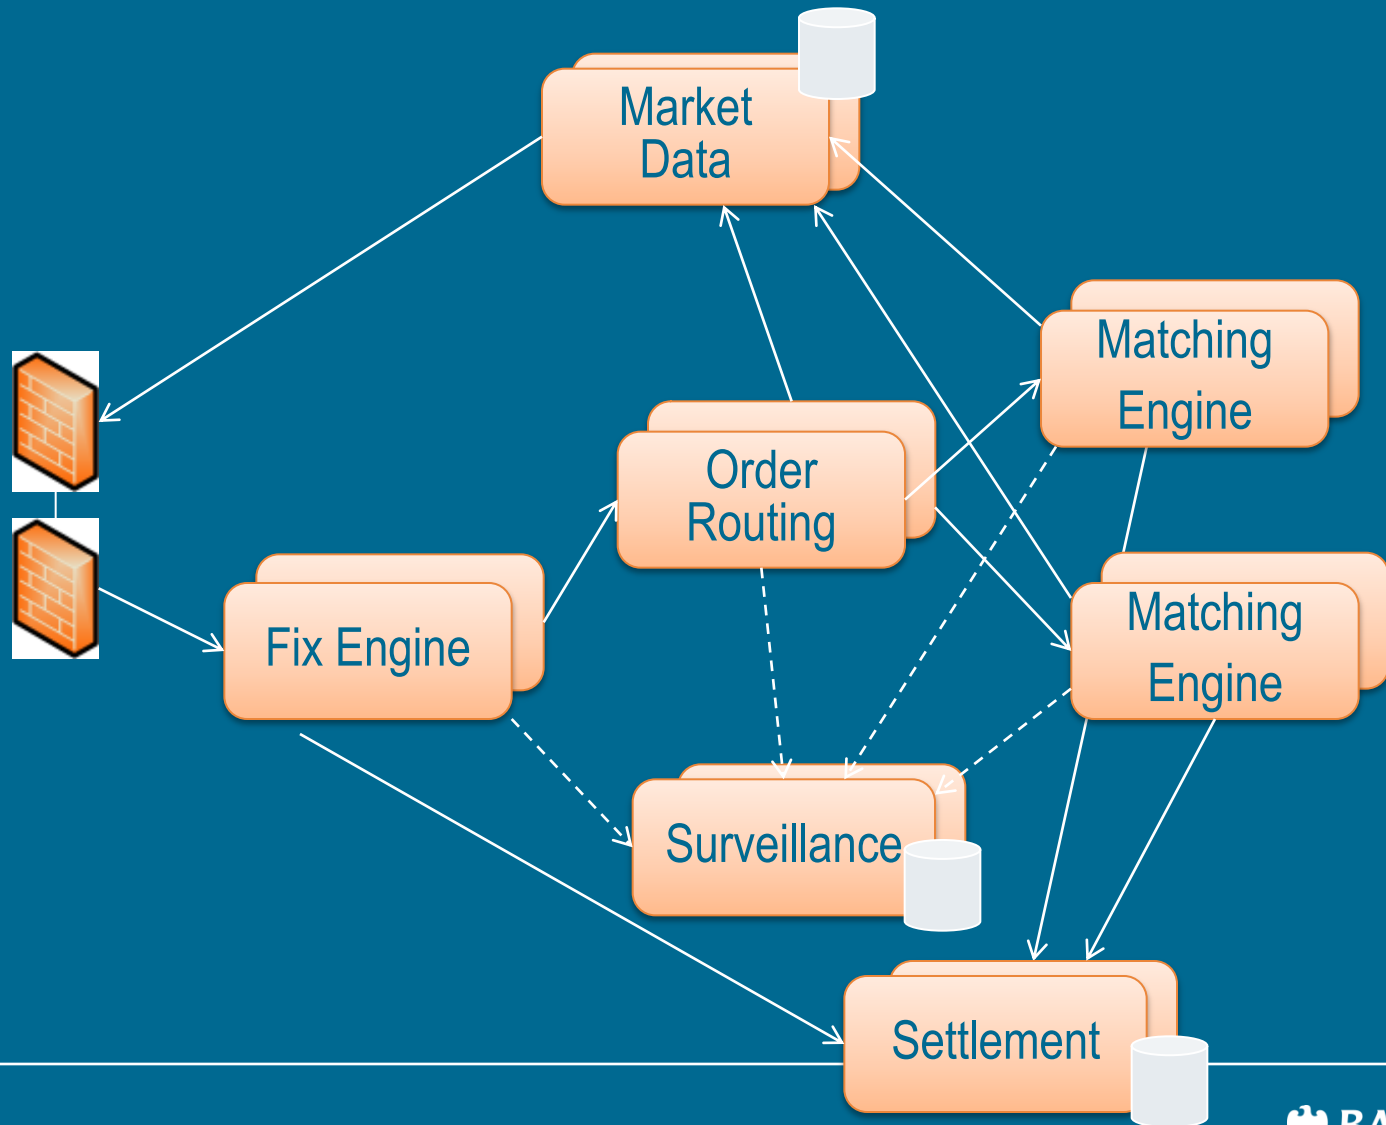 Market
Data
Matching
Engine
Order
Routing
Matching
Engine
Fix Engine
Surveillance
Settlement